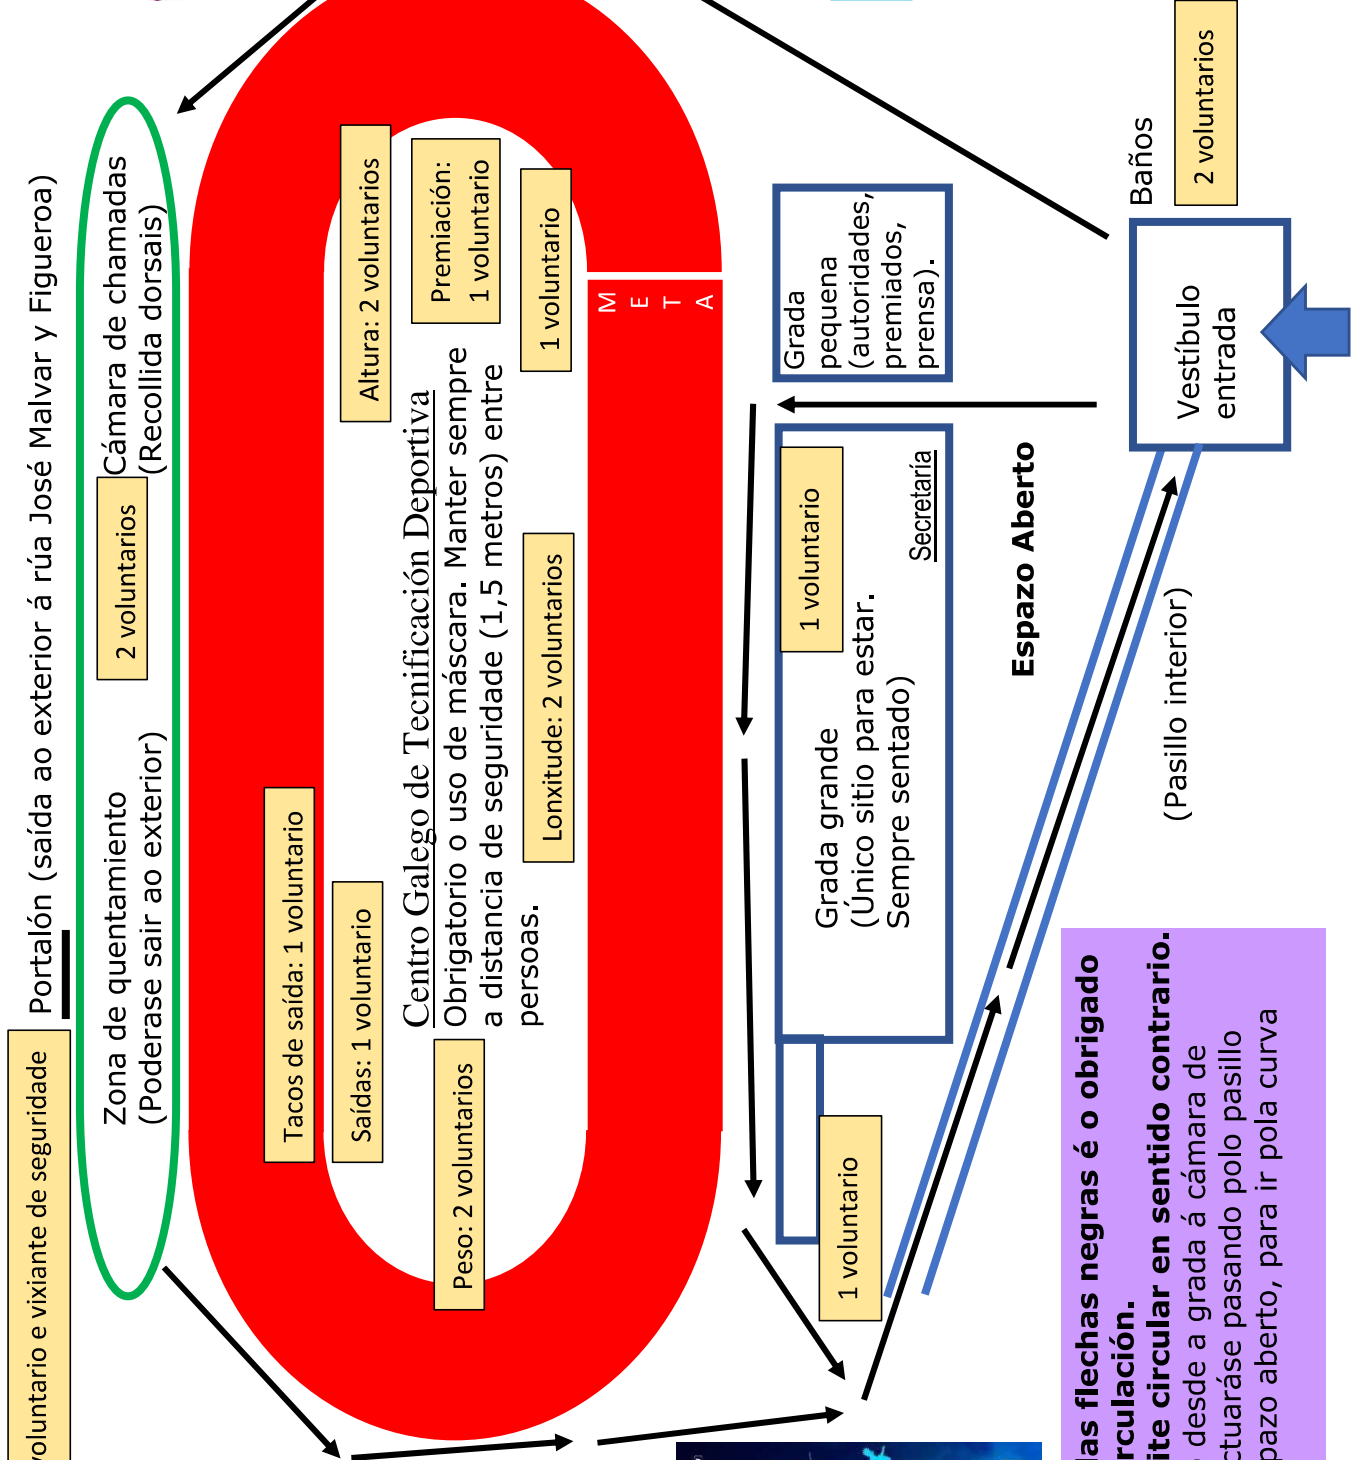 voluntario e vixiante de seguridade
Portalón (saída ao exterior á rúa José Malvar y Figueroa)
Zona de quentamiento
(Poderase sair ao exterior)
2 voluntarios
Cámara de chamadas
(Recollida dorsais)
Tacos de saída: 1 voluntario
Saídas: 1 voluntario
Altura: 2 voluntarios
Centro Galego de Tecnificación Deportiva
Obrigatorio o uso de máscara. Manter sempre
a distancia de seguridade (1,5 metros) entre
persoas.
Premiación:
1 voluntario
Peso: 2 voluntarios
Lonxitude: 2 voluntarios
1 voluntario
META
Grada
pequena
(autoridades,
premiados,
prensa).
1 voluntario
Grada grande
(Único sitio para estar.
Sempre sentado)
Secretaría
1 voluntario
Espazo Aberto
(Pasillo interior)
Baños
2 voluntarios
Vestíbulo
entrada
das flechas negras é o obrigado
rculación.
ite circular en sentido contrario.
desde a grada á cámara de
ctuaráse pasando polo pasillo
pazo aberto, para ir pola curva